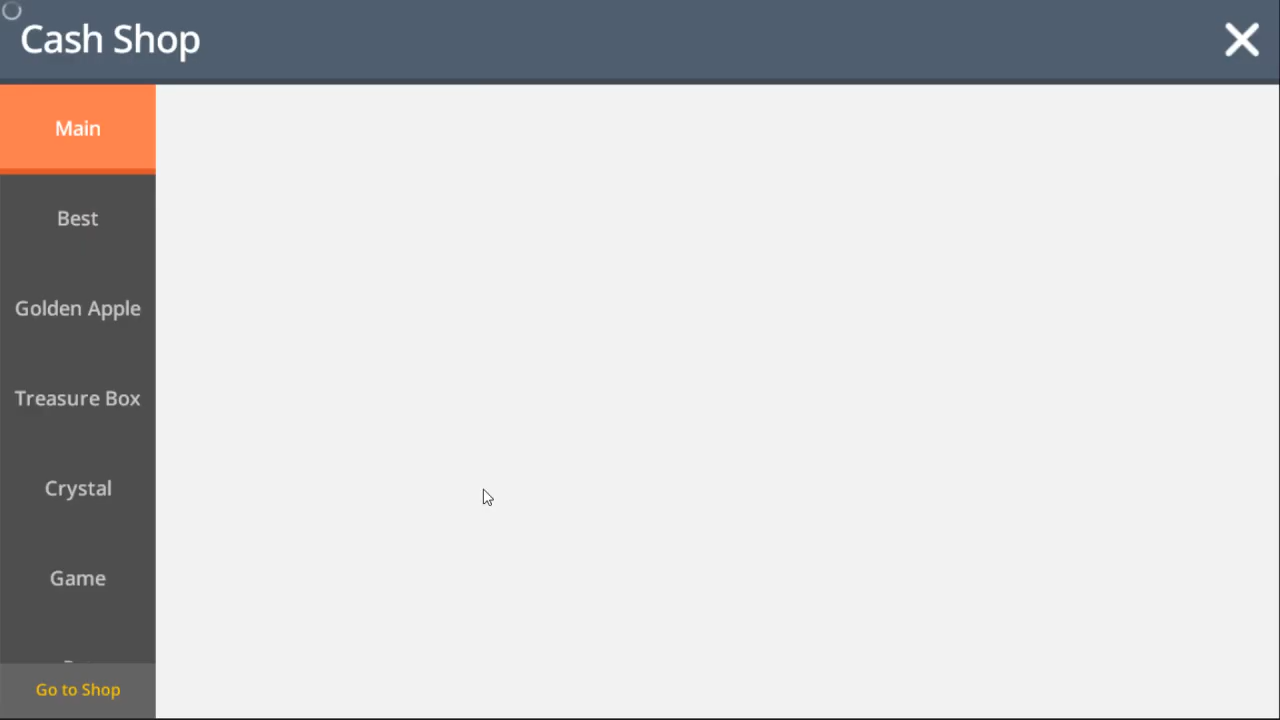 Cash Shop
Main
Best
Golden Apple
Treasure Box
Crystal
Game
Go to Shop